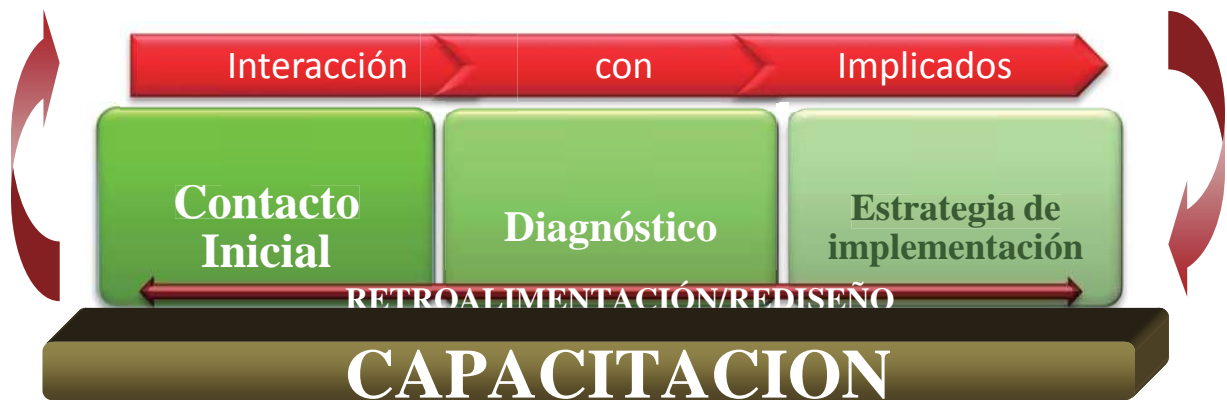 Interacción con Implicados
Contacto
Inicial
Diagnóstico
Estrategia de
implementación
RETROALIMENTACIÓN/REDISEÑO
CAPACITACION